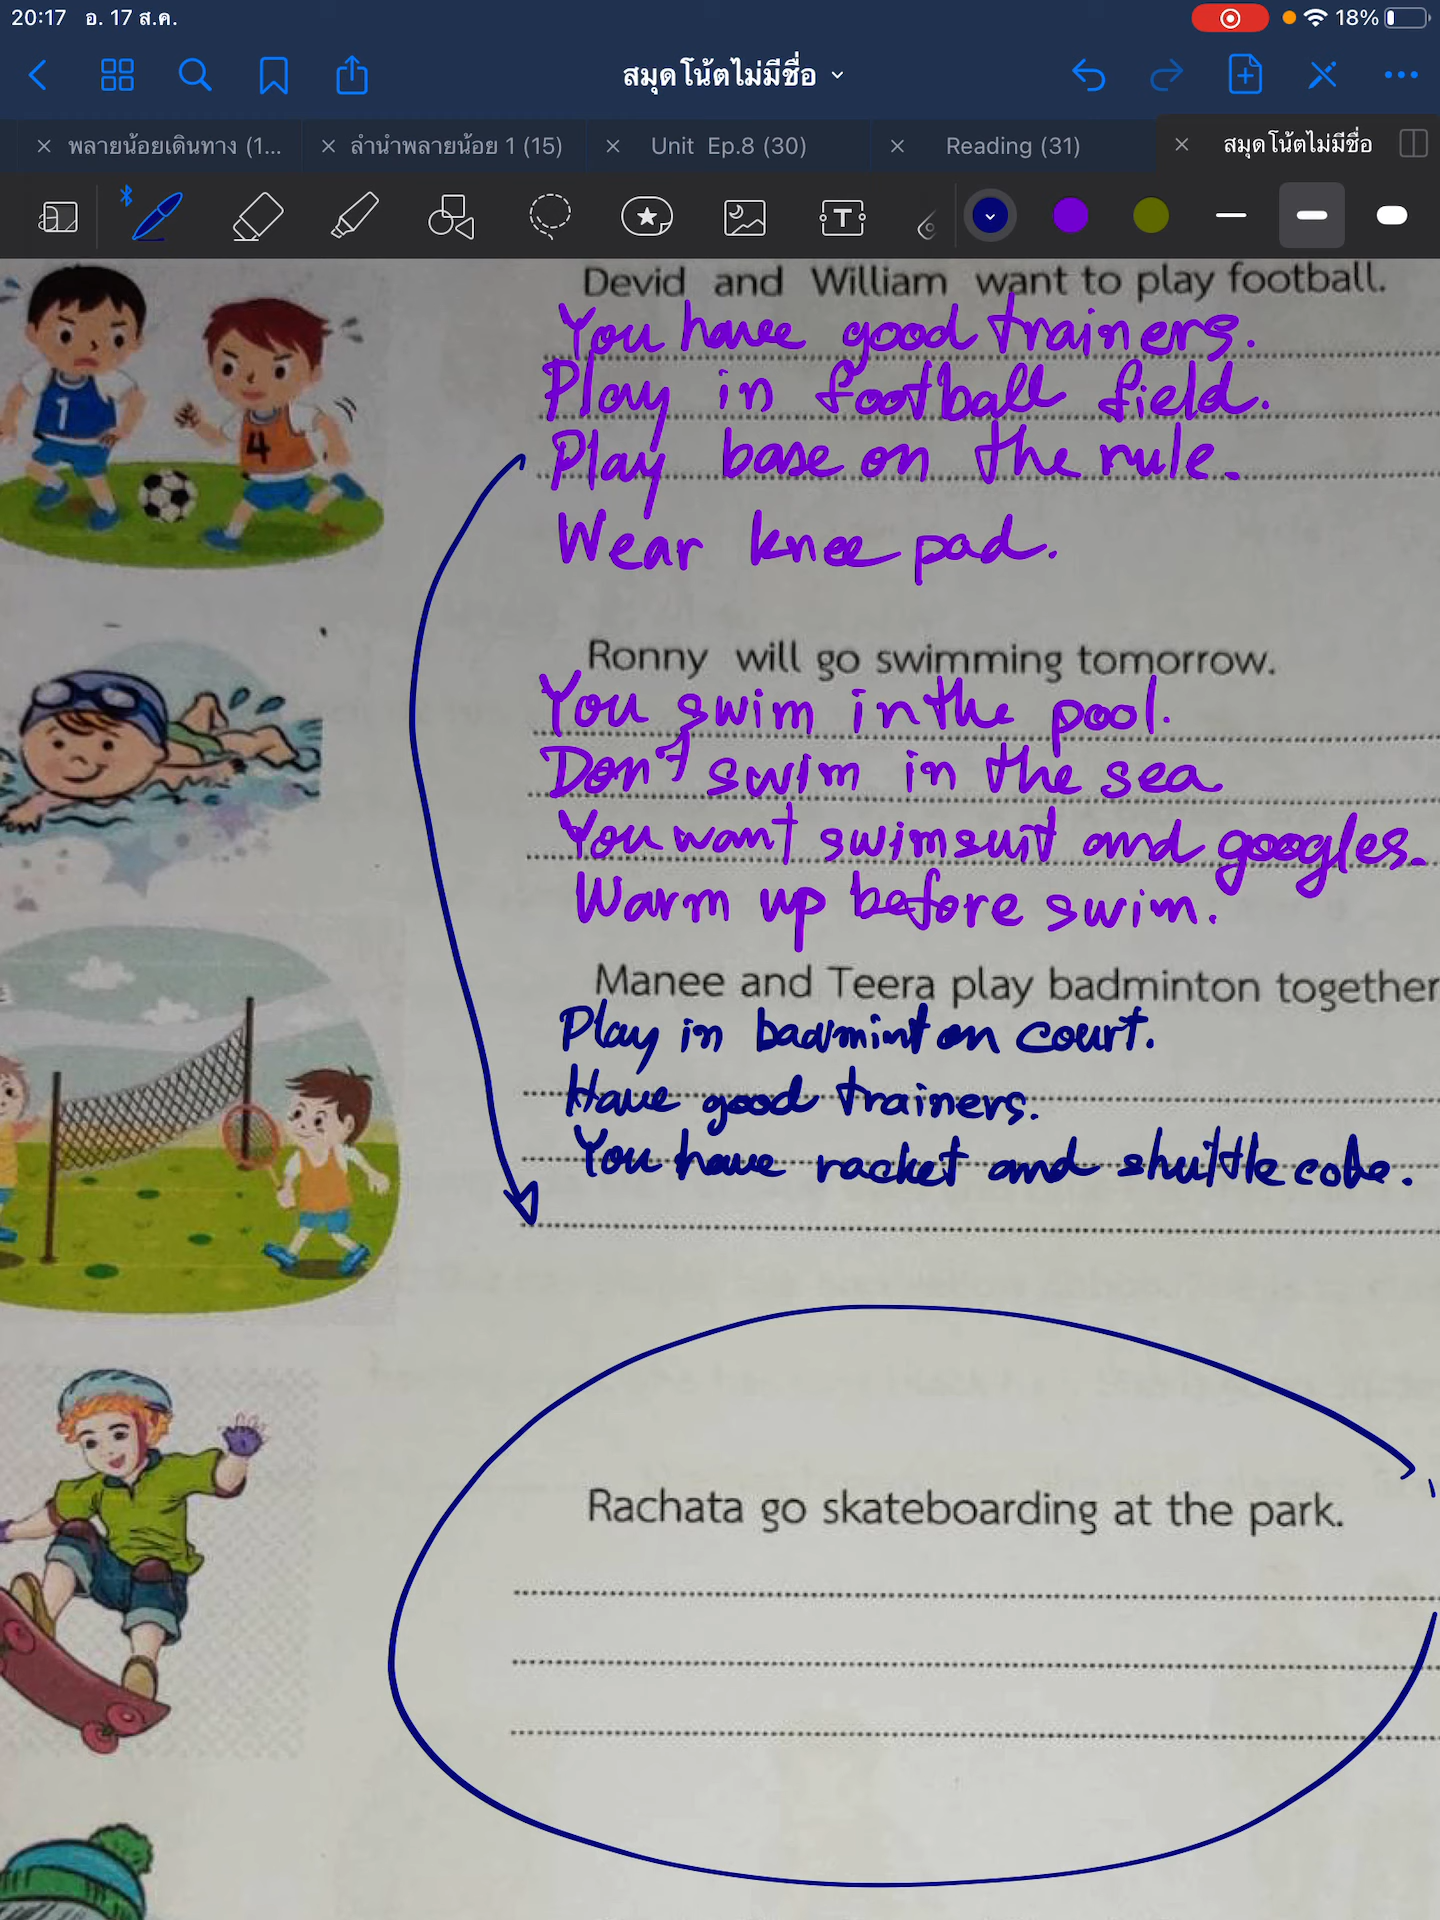 20:17 อ. 17 ส.ค.
18%
สมุดโน้ตไม่มีชื่อ
พลายน้อยเดินทาง (1...
ลำนำพลายน้อย 1 (15)
Unit Ep.8 (30)
Reading (31)
สมุดโน้ตไม่มีชื่อ
Devid and William want to play football.
You have good trainers.
Play in football field.
Play base on the rule.
Wear knee pad.
1
4
Ronny will go swimming tomorrow.
You swim in the pool.
Don't swim in the sea
You want swimsuit and googles.
Warm up before swim.
Manee and Teera play badminton together
Play in badminton court.
Have good trainers.
You have racket and shuttle
Rachata go skateboarding at the park.